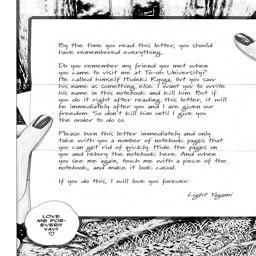 By the time you read this letter, you should
have remembered everything.
Do you remember my friend you met when
you came to visit me at Toroh University?
He called himself Hideki Ryuga, but you saw
his name as something else. I want you to write
his name in this notebook and kill him. But if
you do it right after reading this letter, it will
be immediately after you and I are given our
freedom. So don't kill him until I give you
the order to do so.
Please burn this letter immediately and only
take with you a number of notebook pages that
you can get rid of quickly. Hide the pages on
you and rebury the notebook here. And when
you see me again, touch me with a piece of the
notebook, and make it look casual.
If you do this, I will love you forever.
Light Yagami
LOVE
ME FOR-
EVER!!
YAY!!